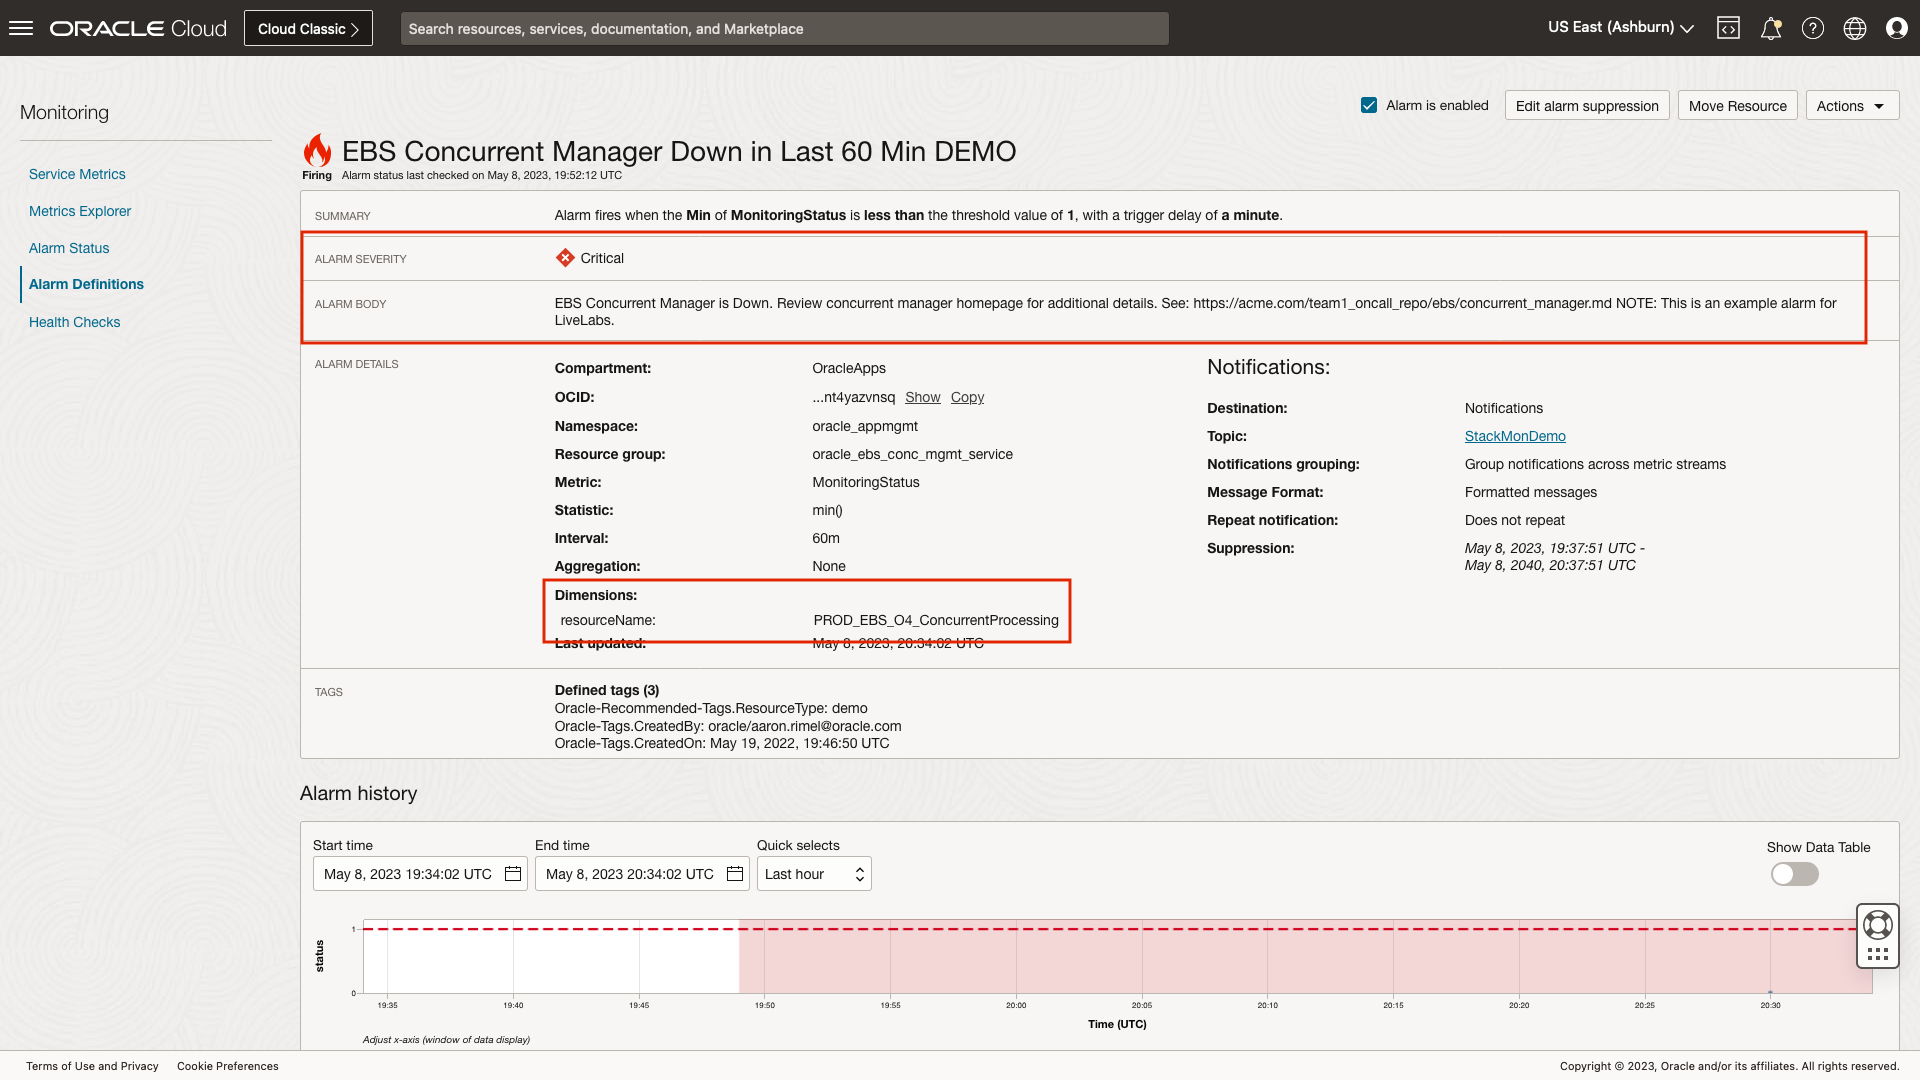 ORACLE Cloud
Cloud Classic
Search resources, services, documentation, and Marketplace
US East (Ashburn)
Monitoring
Service Metrics
Metrics Explorer
Alarm Status
Alarm Definitions
Health Checks
Alarm is enabled
Edit alarm suppression
Move Resource
Actions
EBS Concurrent Manager Down in Last 60 Min DEMO
Firing
Alarm status last checked on May 8, 2023, 19:52:12 UTC
SUMMARY
Alarm fires when the Min of MonitoringStatus is less than the threshold value of 1, with a trigger delay of a minute.
ALARM SEVERITY
Critical
ALARM BODY
EBS Concurrent Manager is Down. Review concurrent manager homepage for additional details. See: https://acme.com/team1_oncall_repo/ebs/concurrent_manager.md NOTE: This is an example alarm for
LiveLabs.
ALARM DETAILS
Compartment: OracleApps
OCID: ...nt4yazvnsq Show Copy
Namespace: oracle_appmgmt
Resource group: oracle_ebs_conc_mgmt_service
Metric: MonitoringStatus
Statistic: min()
Interval: 60m
Aggregation: None
Dimensions:
resourceName: PROD_EBS_O4_ConcurrentProcessing
Last updated: May 8, 2023, 20:34:02 UTC
Notifications:
Destination: Notifications
Topic: StackMonDemo
Notifications grouping: Group notifications across metric streams
Message Format: Formatted messages
Repeat notification: Does not repeat
Suppression: May 8, 2023, 19:37:51 UTC -
May 8, 2040, 20:37:51 UTC
TAGS
Defined tags (3)
Oracle-Recommended-Tags.ResourceType: demo
Oracle-Tags.CreatedBy: oracle/aaron.rimel@oracle.com
Oracle-Tags.CreatedOn: May 19, 2022, 19:46:50 UTC
Alarm history
Start time
May 8, 2023 19:34:02 UTC
End time
May 8, 2023 20:34:02 UTC
Quick selects
Last hour
Show Data Table
status
1
0
19:35 19:40 19:45 19:50 19:55 20:00 20:05 20:10 20:15 20:20 20:25 20:30
Time (UTC)
Adjust x-axis (window of data display)
Terms of Use and Privacy
Cookie Preferences
Copyright © 2023, Oracle and/or its affiliates. All rights reserved.